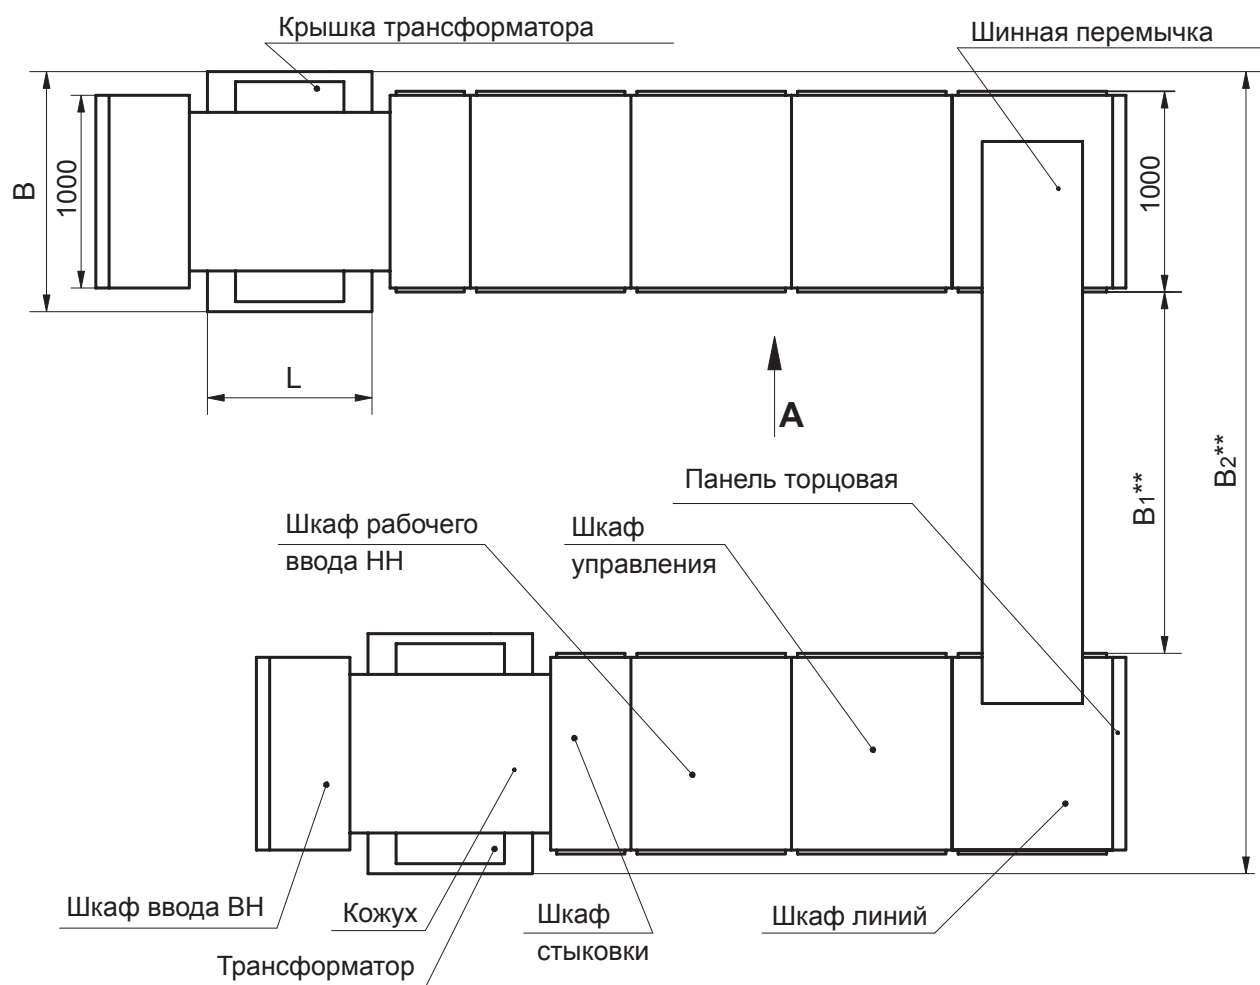 Крышка трансформатора
Шинная перемычка
B
1000
1000
L
A
B1**
B2**
Панель торцовая
Шкаф рабочего
ввода НН
Шкаф
управления
Шкаф ввода ВН
Кожух
Трансформатор
Шкаф
стыковки
Шкаф линий